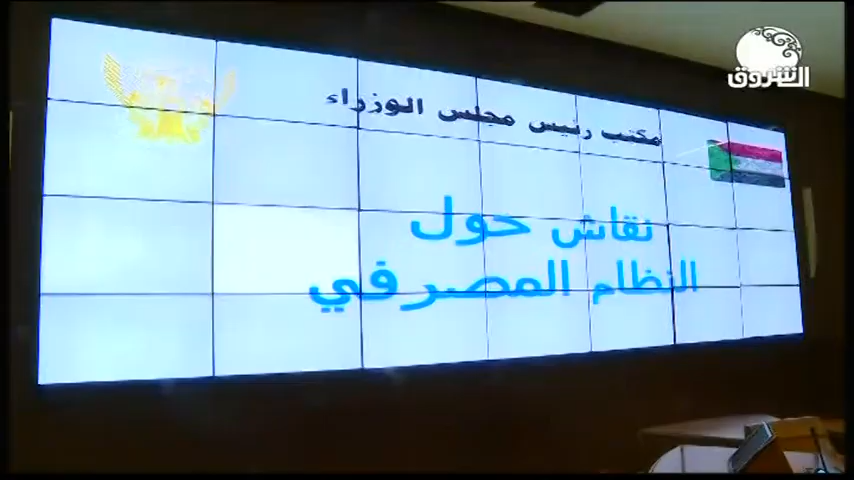 الشروق
مكتب رئيس مجلس الوزراء
نقاش حول
النظام المصرفي